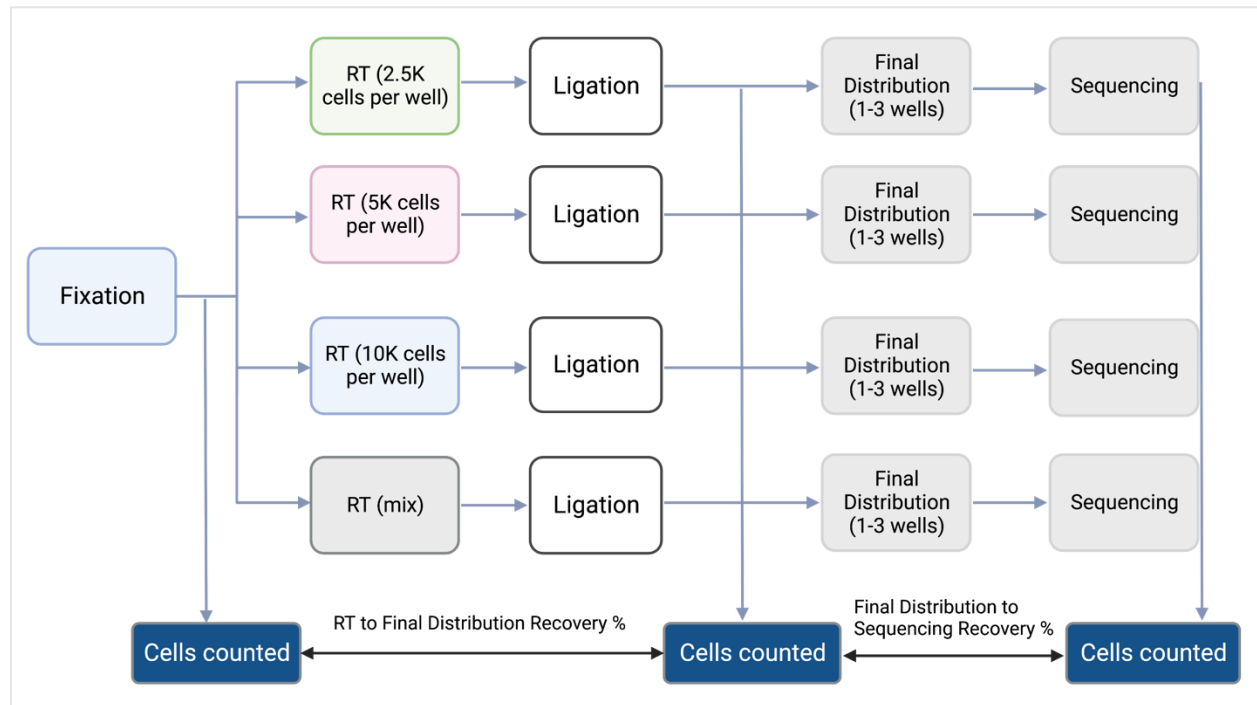 RT (2.5K
cells per well)
Ligation
Final
Distribution
(1-3 wells)
Sequencing
RT (5K cells
per well)
Ligation
Final
Distribution
(1-3 wells)
Sequencing
Fixation
RT (10K cells
per well)
Ligation
Final
Distribution
(1-3 wells)
Sequencing
RT (mix)
Ligation
Final
Distribution
(1-3 wells)
Sequencing
Cells counted
RT to Final Distribution Recovery %
Cells counted
Final Distribution to
Sequencing Recovery %
Cells counted